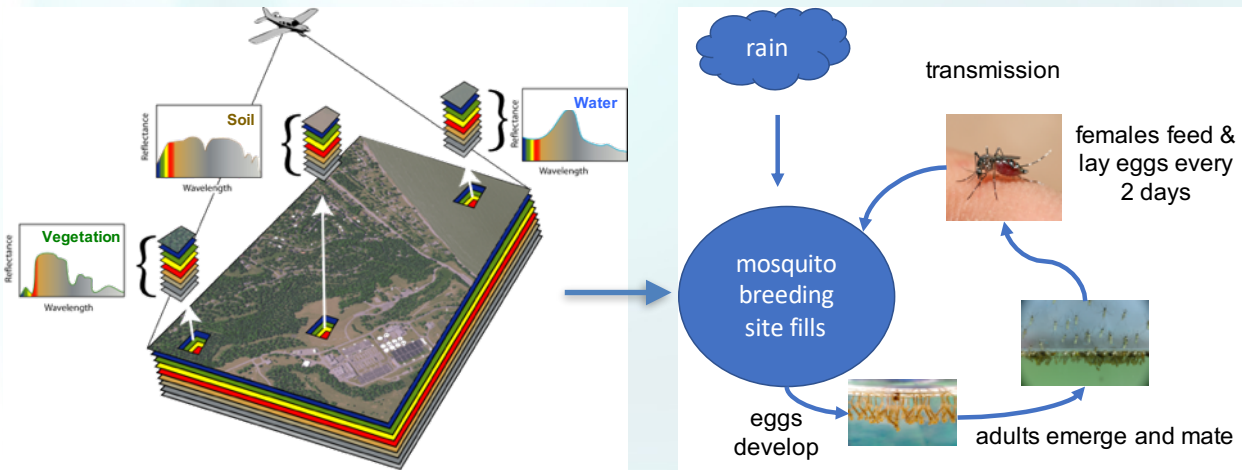 Soil
Reflectance
Wavelength
Water
Reflectance
Wavelength
Vegetation
Reflectance
Wavelength
rain
transmission
females feed &
lay eggs every
2 days
mosquito
breeding
site fills
eggs
develop
adults emerge and mate